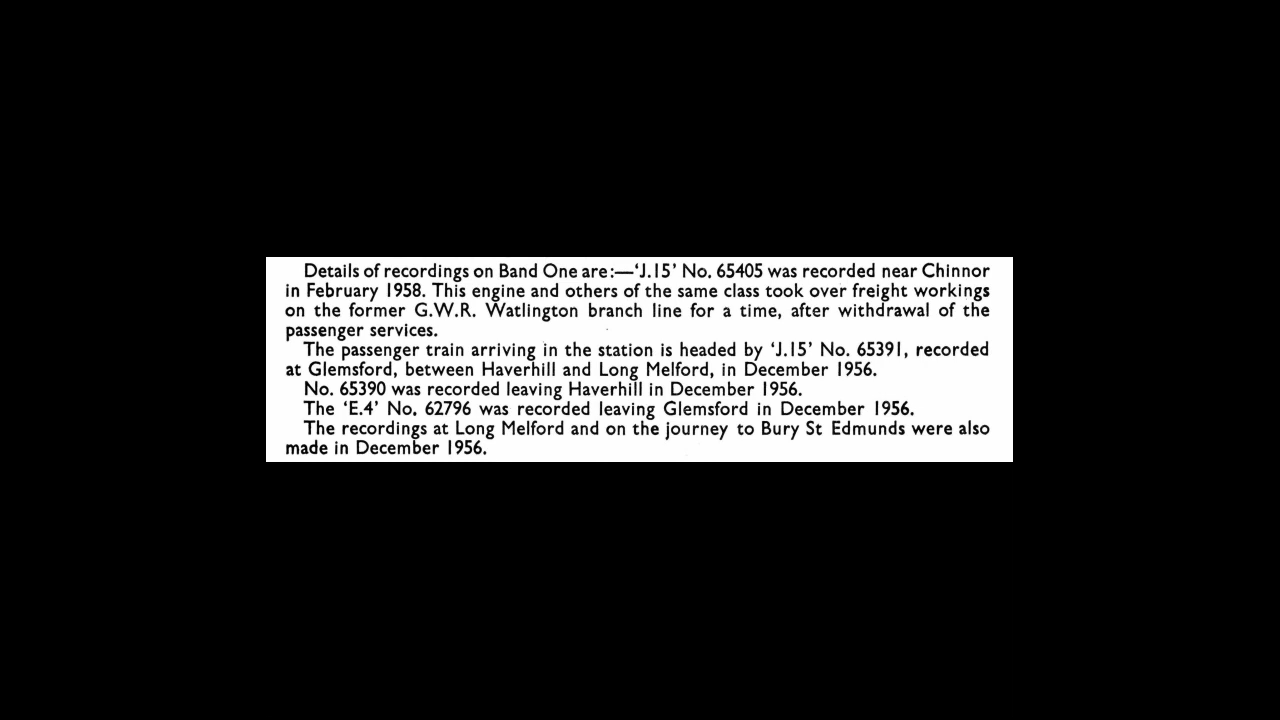 Details of recordings on Band One are:—‘J.15’ No. 65405 was recorded near Chinnor
in February 1958. This engine and others of the same class took over freight workings
on the former G.W.R. Watlington branch line for a time, after withdrawal of the
passenger services.
The passenger train arriving in the station is headed by ‘J.15’ No. 65391, recorded
at Glemsford, between Haverhill and Long Melford, in December 1956.
No. 65390 was recorded leaving Haverhill in December 1956.
The ‘E.4’ No. 62796 was recorded leaving Glemsford in December 1956.
The recordings at Long Melford and on the journey to Bury St Edmunds were also
made in December 1956.